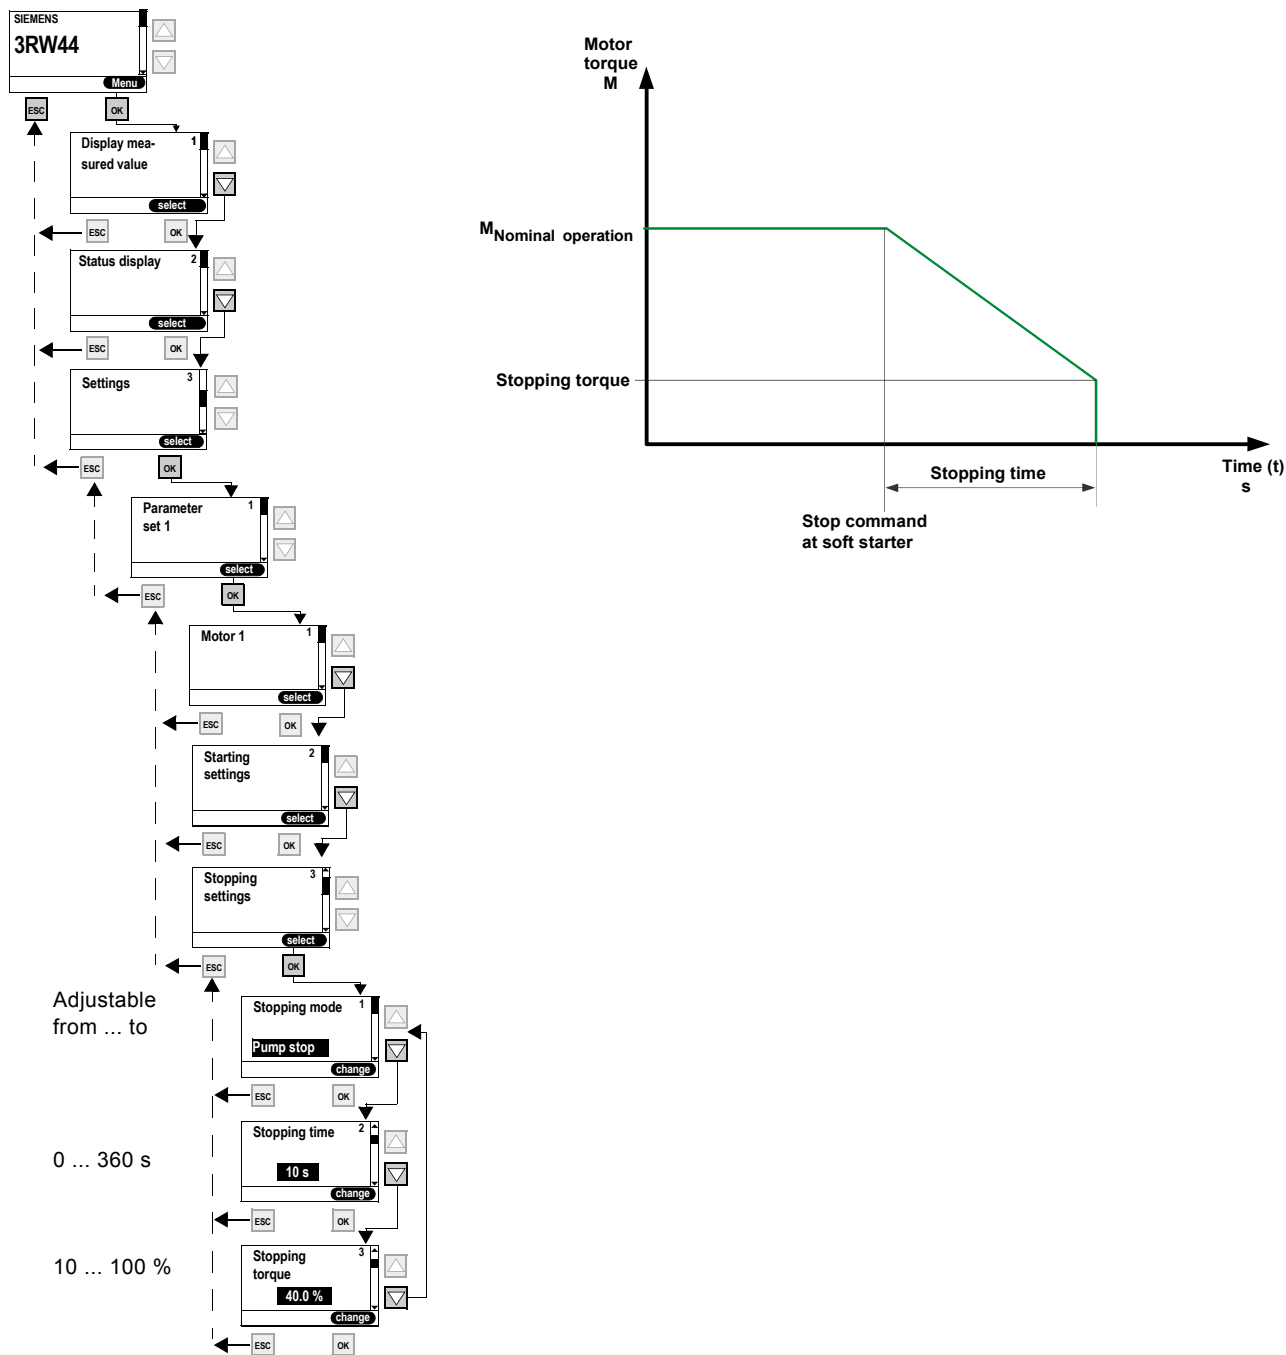 SIEMENS
3RW44
Menu
ESC
OK
Display mea-
sured value
1
select
ESC
OK
Status display
2
select
ESC
OK
Settings
3
select
ESC
OK
Parameter
set 1
1
select
ESC
OK
Motor 1
1
select
ESC
OK
Starting
settings
2
select
ESC
OK
Stopping
settings
3
select
ESC
OK
Adjustable
from ... to
Stopping mode
1
Pump stop
change
ESC
OK
0 ... 360 s
Stopping time
2
10 s
change
ESC
OK
10 ... 100 %
Stopping
torque
3
40.0 %
change
ESC
OK
Motor
torque
M
MNominal operation
Stopping torque
Stopping time
Time (t)
s
Stop command
at soft starter